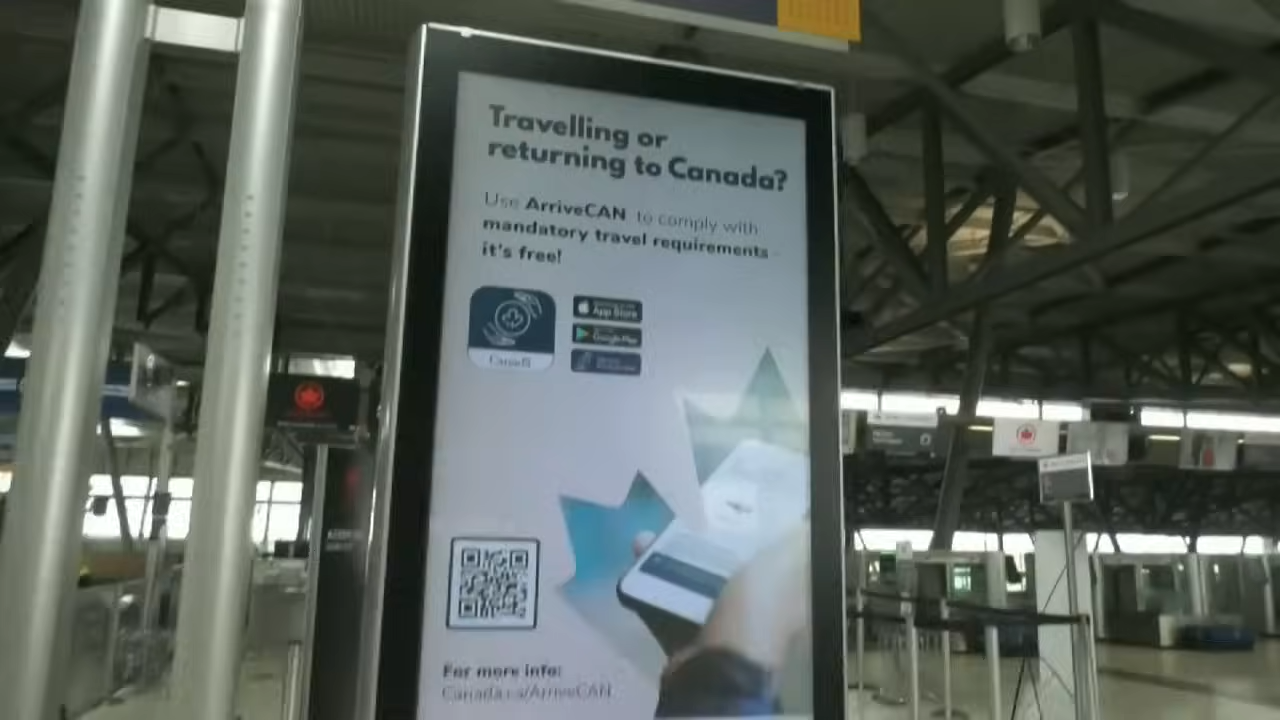 Travelling or
returning to Canada?
Use ArriveCAN to comply with
mandatory travel requirements -
it's free!
App Store
Google Play
Canada
For more info:
Canada.ca/ArriveCAN